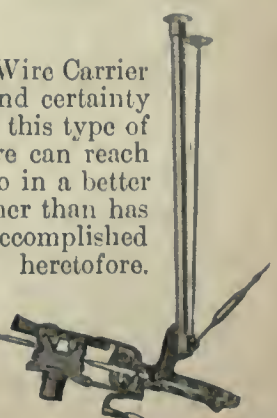 Wire Carrier
nd certainty
this type of
re can reach
o in a better
ner than has
ccomplished
heretofore.